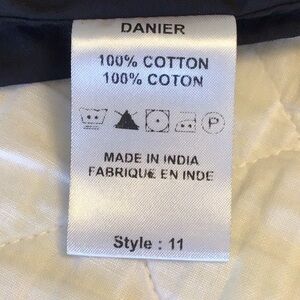 DANIER
100% COTTON
100% COTON
P
MADE IN INDIA
FABRIQUE EN INDE
Style : 11